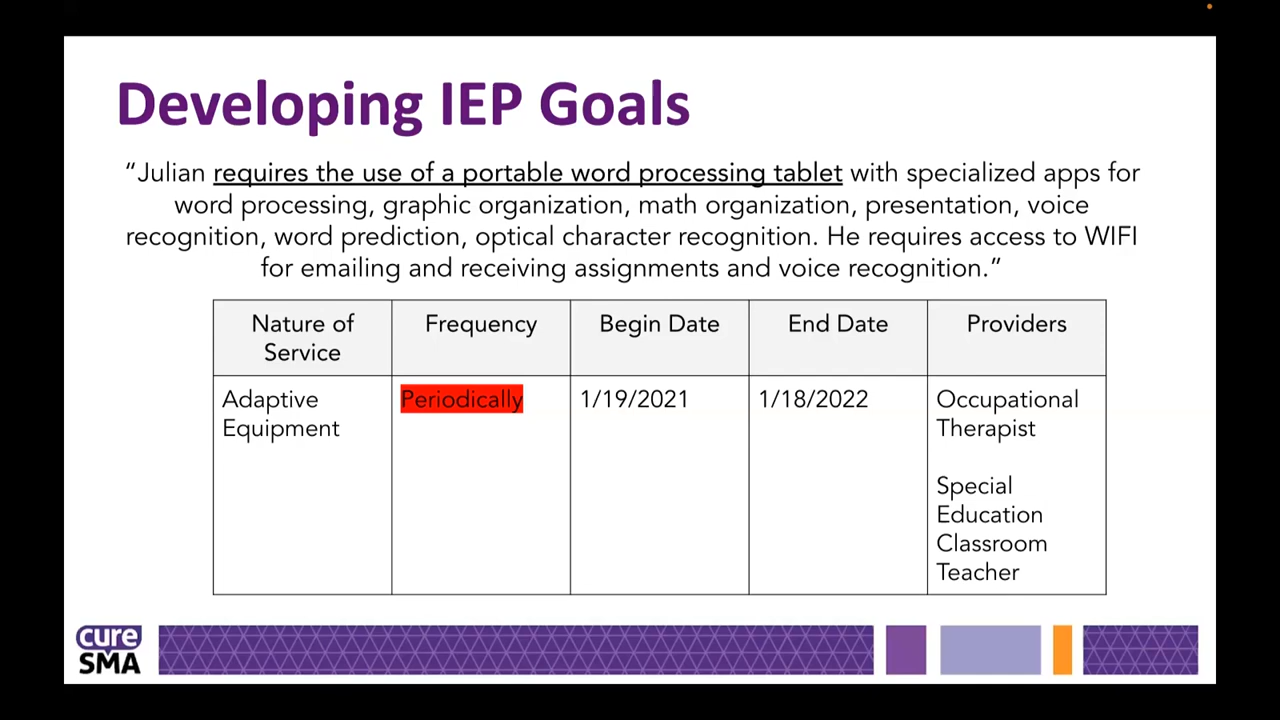 Developing IEP Goals
“Julian requires the use of a portable word processing tablet with specialized apps for
word processing, graphic organization, math organization, presentation, voice
recognition, word prediction, optical character recognition. He requires access to WIFI
for emailing and receiving assignments and voice recognition.”
Nature of
Service
Frequency
Begin Date
End Date
Providers
Adaptive
Equipment
Periodically
1/19/2021
1/18/2022
Occupational
Therapist
Special
Education
Classroom
Teacher
cure
SMA